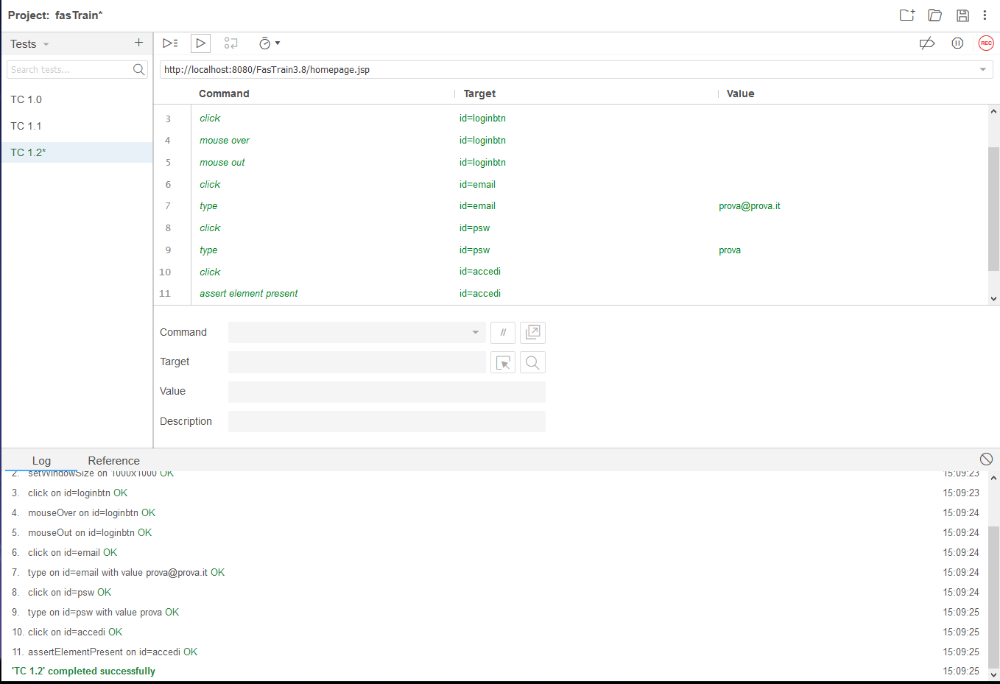 Project: fasTrain*
Tests
Search tests...
TC 1.0
TC 1.1
TC 1.2*
REC
http://localhost:8080/FasTrain3.8/homepage.jsp
Command Target Value
3 click id=loginbtn
4 mouse over id=loginbtn
5 mouse out id=loginbtn
6 click id=email
7 type id=email prova@prova.it
8 click id=psw
9 type id=psw prova
10 click id=accedi
11 assert element present id=accedi
Command //
Target
Value
Description
Log Reference
2. setWindowSize on 1000x1000 OK 15:09:23
3. click on id=loginbtn OK 15:09:23
4. mouseOver on id=loginbtn OK 15:09:24
5. mouseOut on id=loginbtn OK 15:09:24
6. click on id=email OK 15:09:24
7. type on id=email with value prova@prova.it OK 15:09:24
8. click on id=psw OK 15:09:24
9. type on id=psw with value prova OK 15:09:25
10. click on id=accedi OK 15:09:25
11. assertElementPresent on id=accedi OK 15:09:25
'TC 1.2' completed successfully 15:09:25